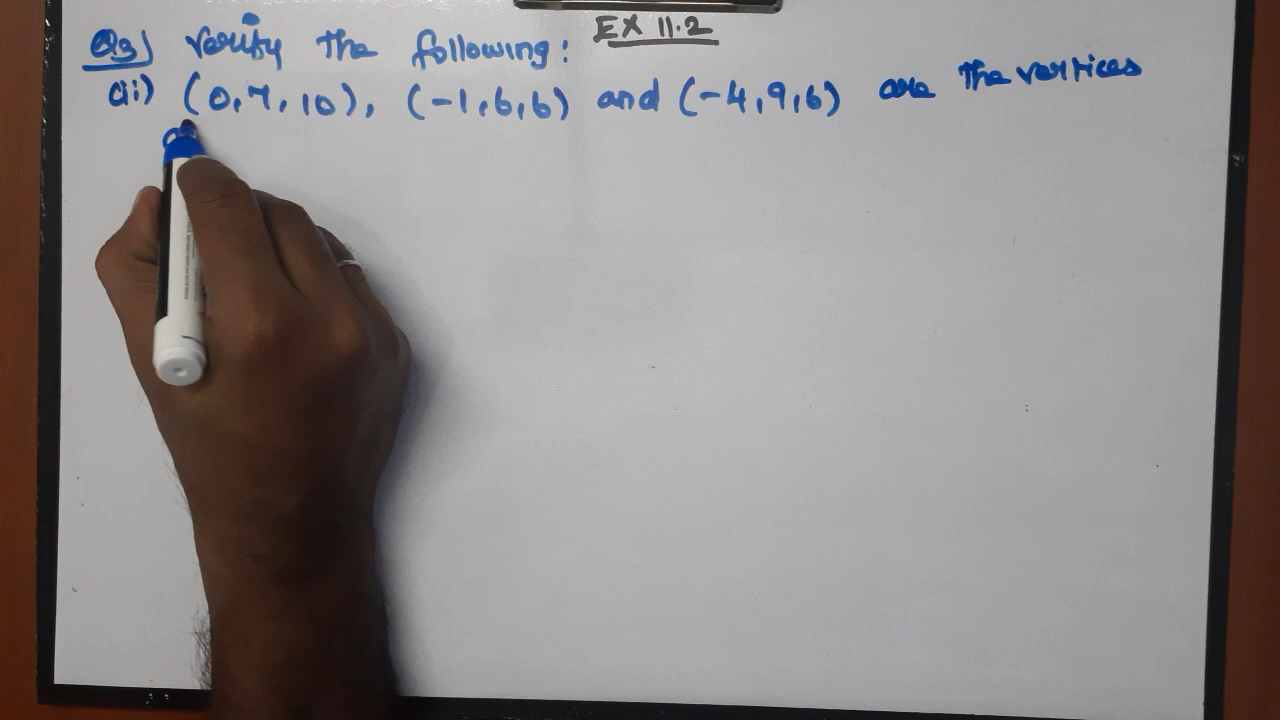 EX 11.2
Q3) Verify the following:
(ii) (0,7,10), (-1,6,6) and (-4,9,6) are the vertices